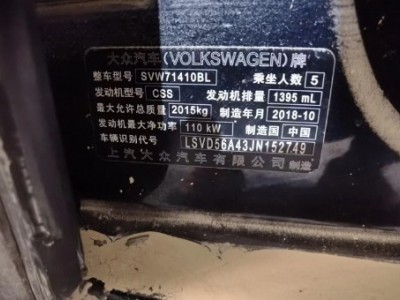 大众汽车(VOLKSWAGEN)牌
整车型号 SVW71410BL 乘坐人数 5
发动机型号 CSS 发动机排量 1395 mL
最大允许总质量 2015kg 制造年月 2018-10
发动机最大净功率 110 kW 制造国 中国
车辆识别代号 LSVD56A43JN152749
上汽大众汽车有限公司 制造